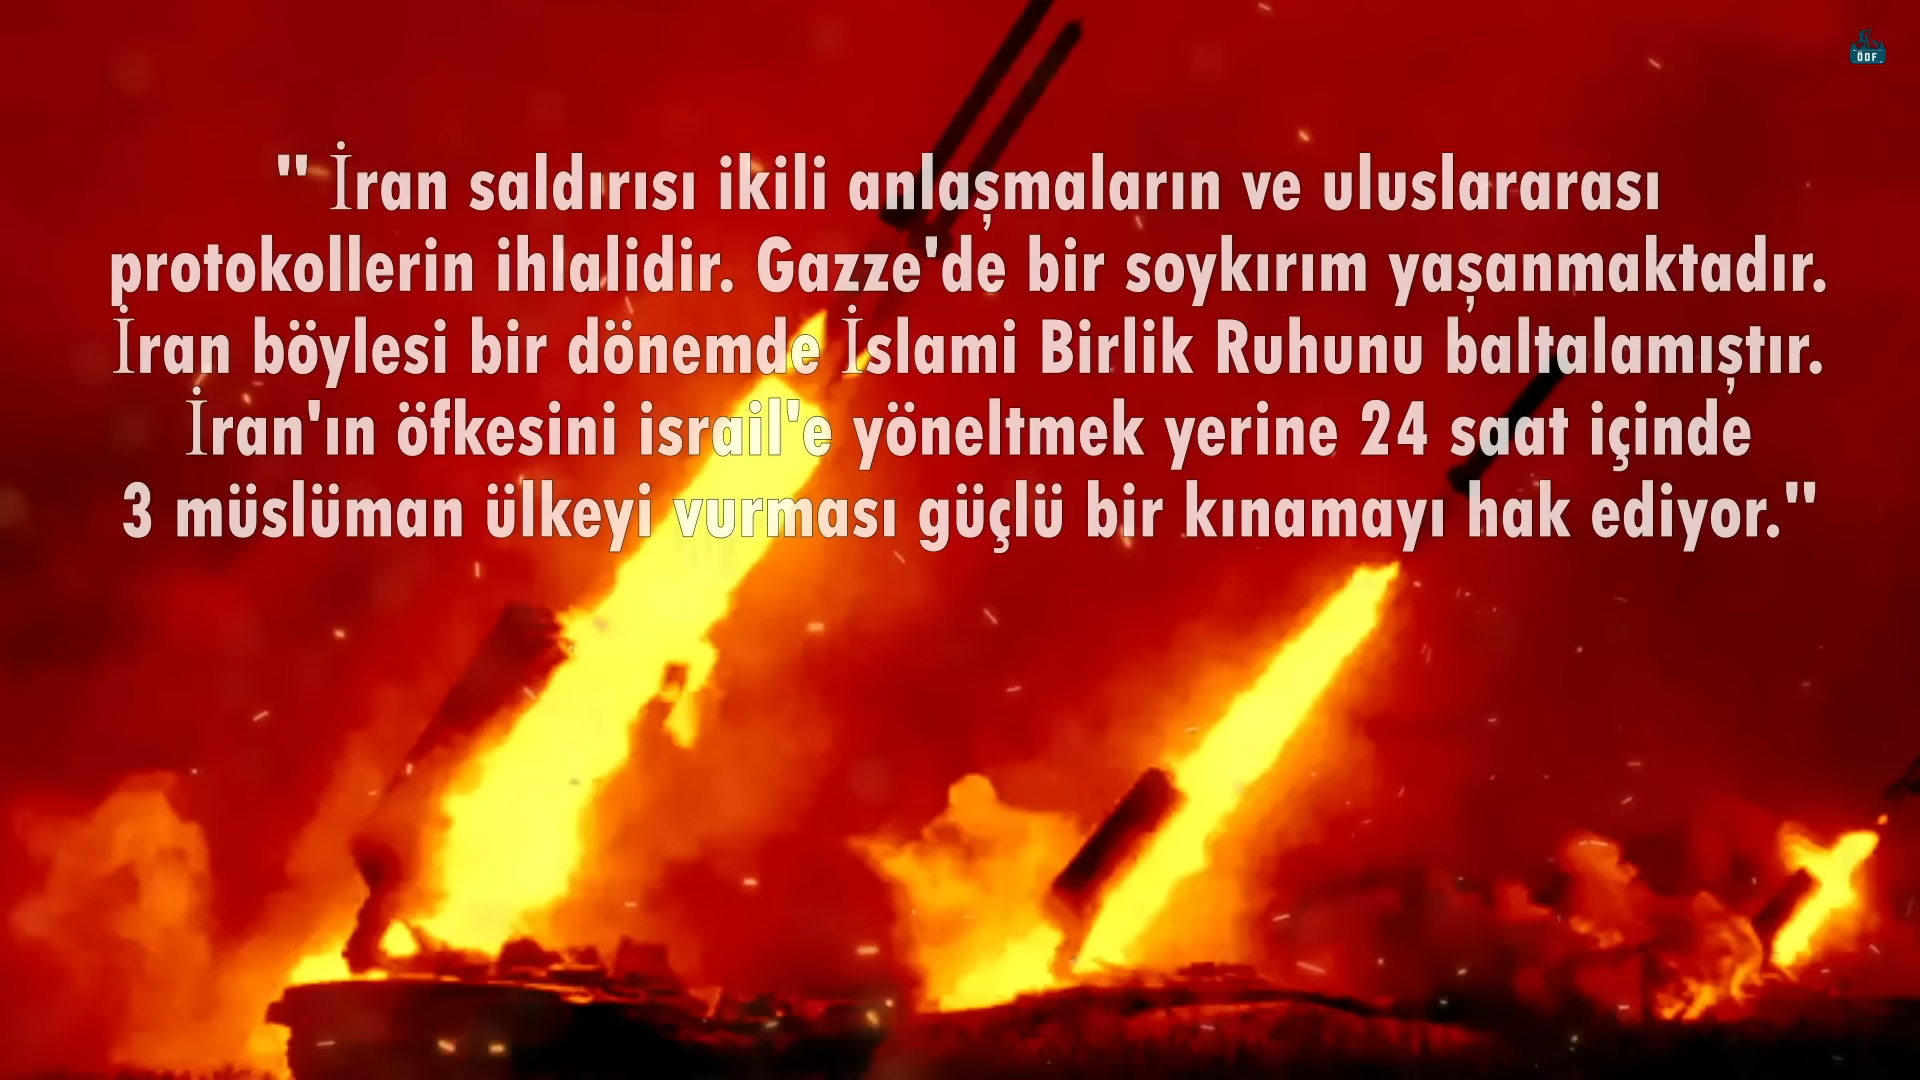 " İran saldırısı ikili anlaşmaların ve uluslararası
protokollerin ihlalidir. Gazze'de bir soykırım yaşanmaktadır.
İran böylesi bir dönemde İslami Birlik Ruhunu baltalamıştır.
İran'ın öfkesini israil'e yöneltmek yerine 24 saat içinde
3 müslüman ülkeyi vurması güçlü bir kınamayı hak ediyor."
ÖDF